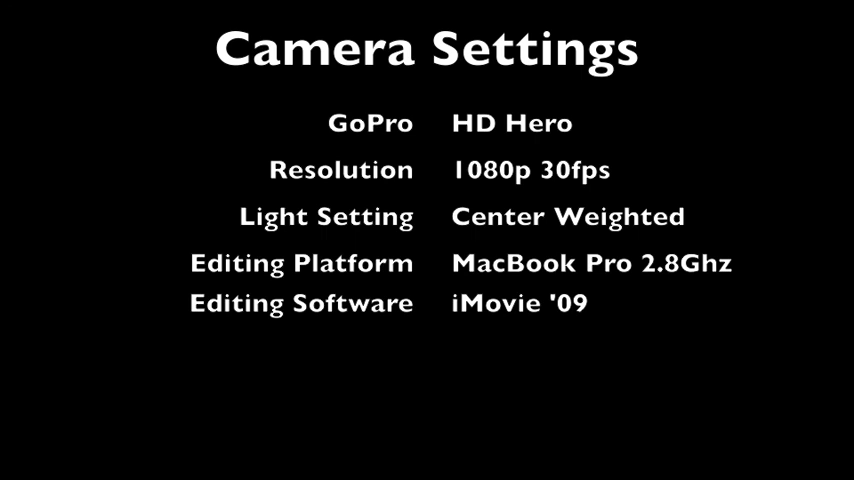 Camera Settings
GoPro HD Hero
Resolution 1080p 30fps
Light Setting Center Weighted
Editing Platform MacBook Pro 2.8Ghz
Editing Software iMovie '09